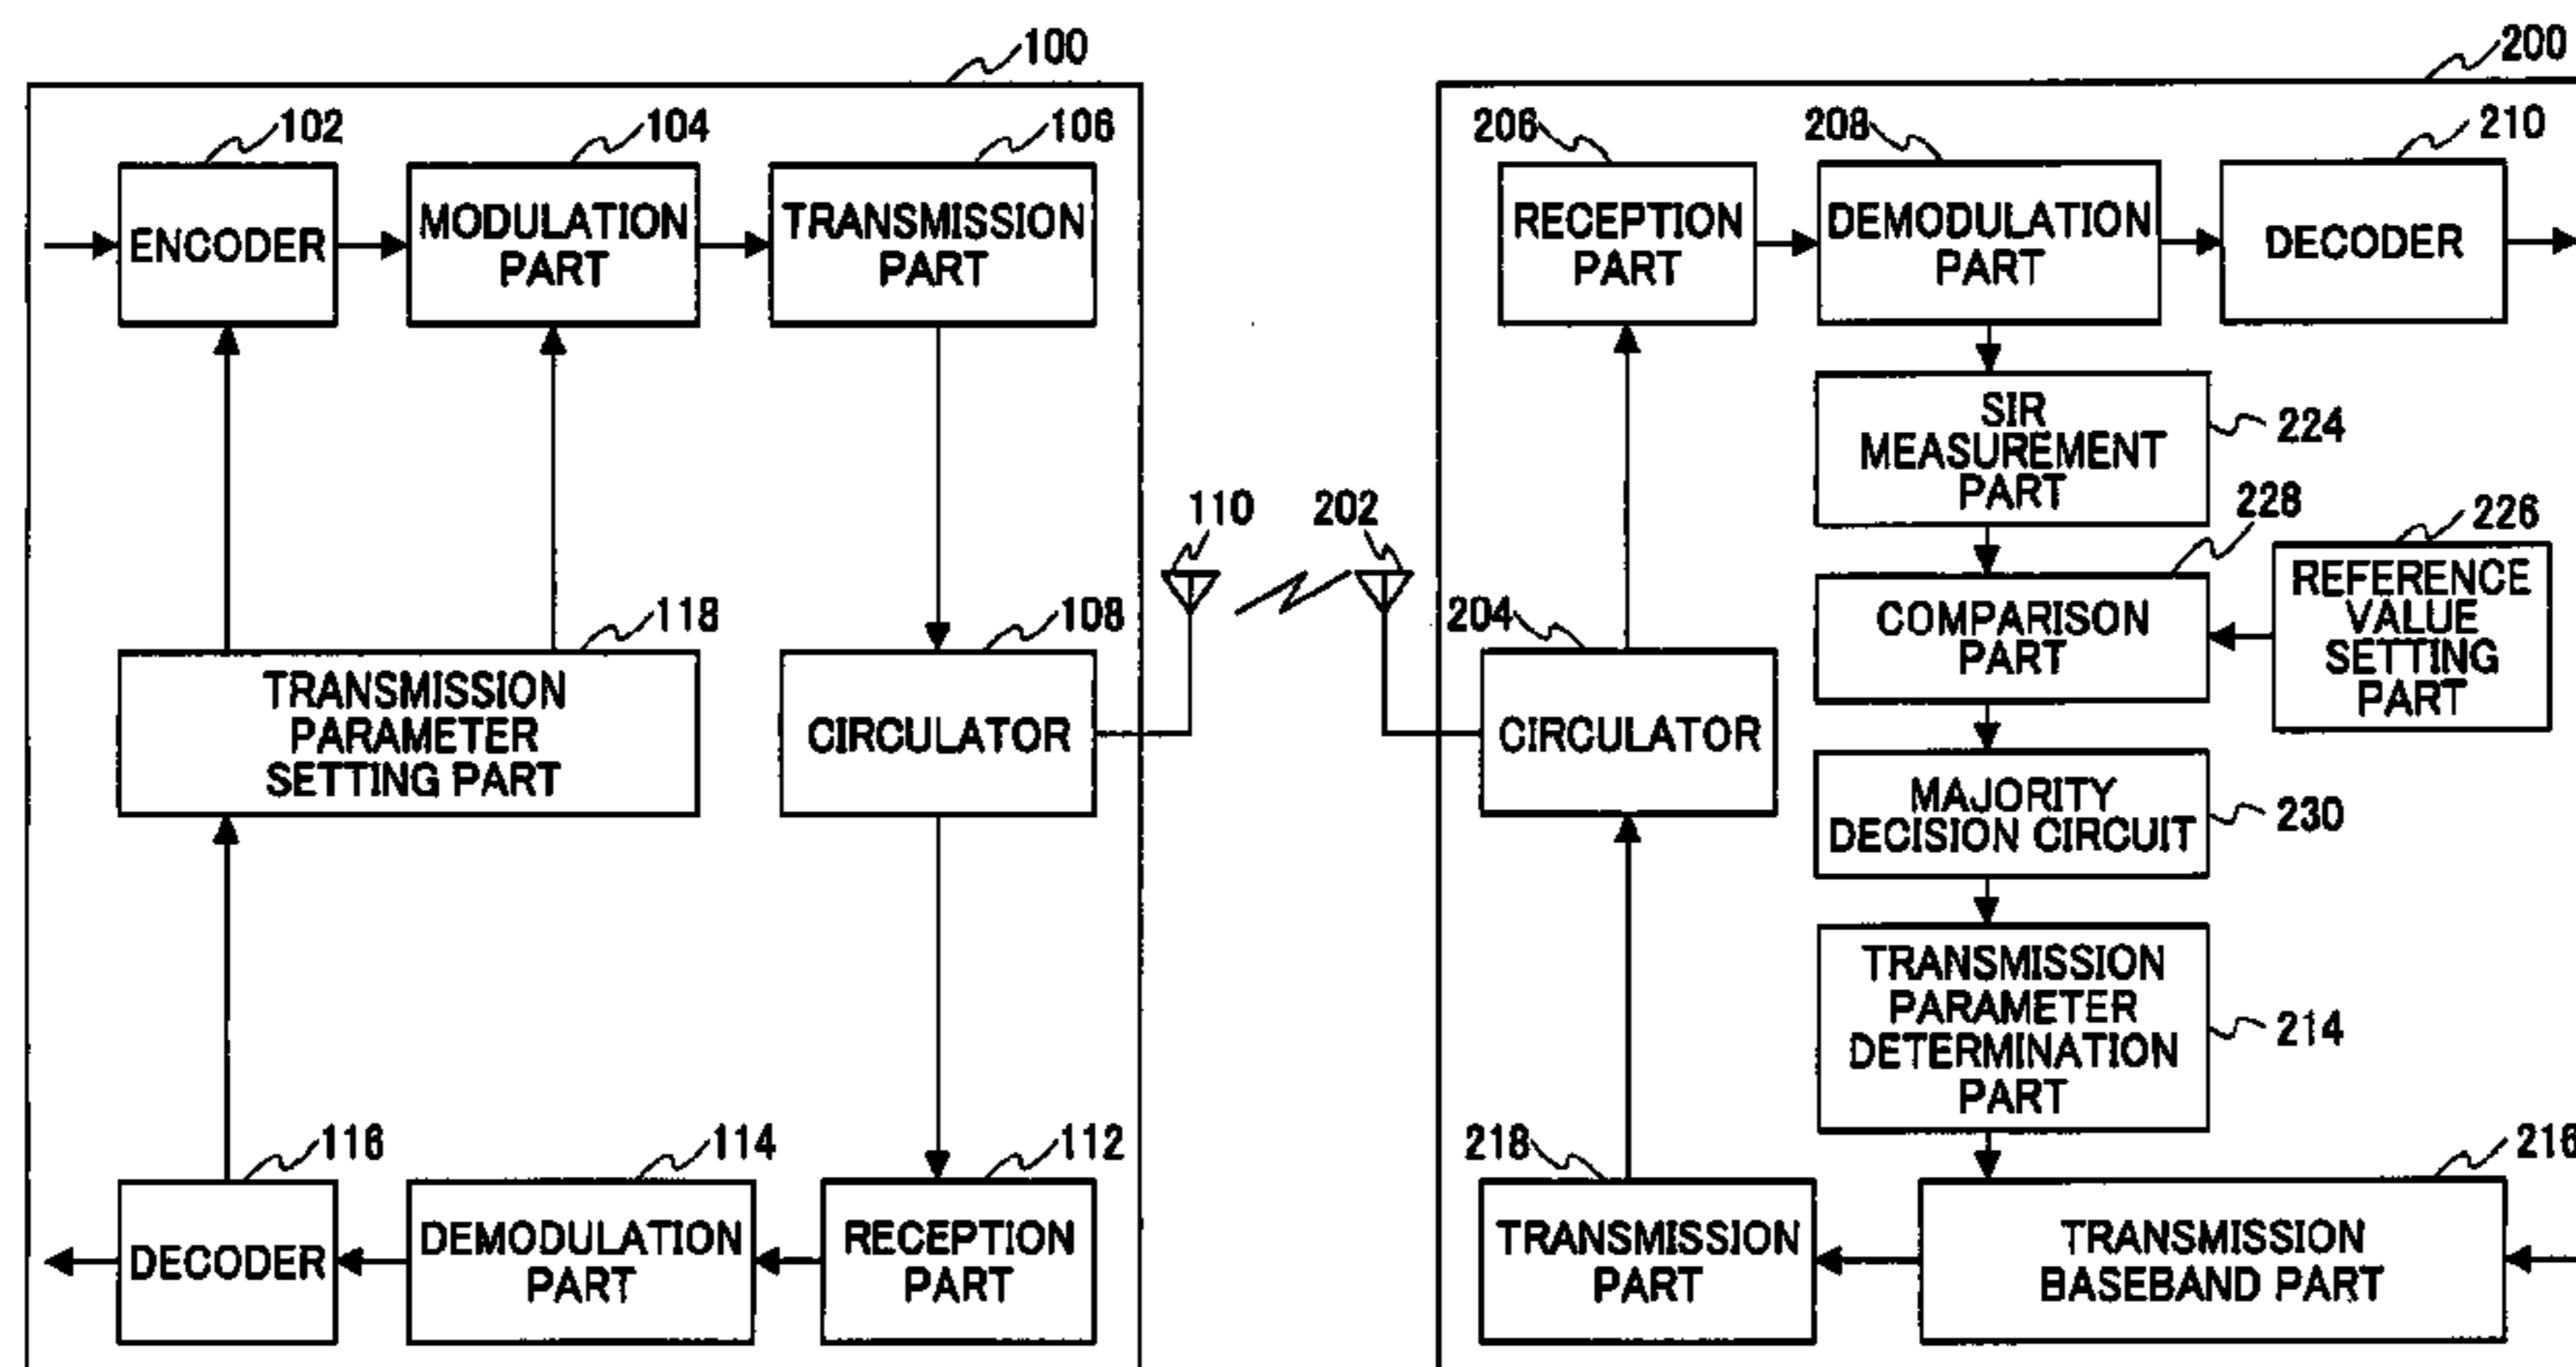 100
200
102
104
106
206
208
210
ENCODER
MODULATION
PART
TRANSMISSION
PART
RECEPTION
PART
DEMODULATION
PART
DECODER
SIR
MEASUREMENT
PART
224
110
202
228
226
118
108
204
COMPARISON
PART
REFERENCE
VALUE
SETTING
PART
TRANSMISSION
PARAMETER
SETTING PART
CIRCULATOR
CIRCULATOR
MAJORITY
DECISION CIRCUIT
230
TRANSMISSION
PARAMETER
DETERMINATION
PART
214
116
114
112
218
216
DECODER
DEMODULATION
PART
RECEPTION
PART
TRANSMISSION
PART
TRANSMISSION
BASEBAND PART